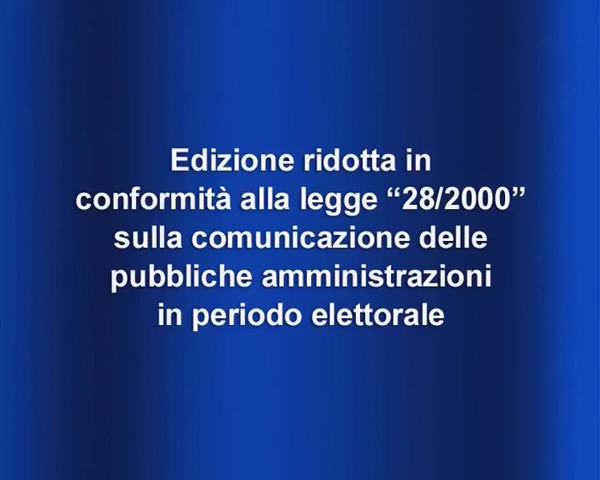 Edizione ridotta in
conformità alla legge “28/2000”
sulla comunicazione delle
pubbliche amministrazioni
in periodo elettorale